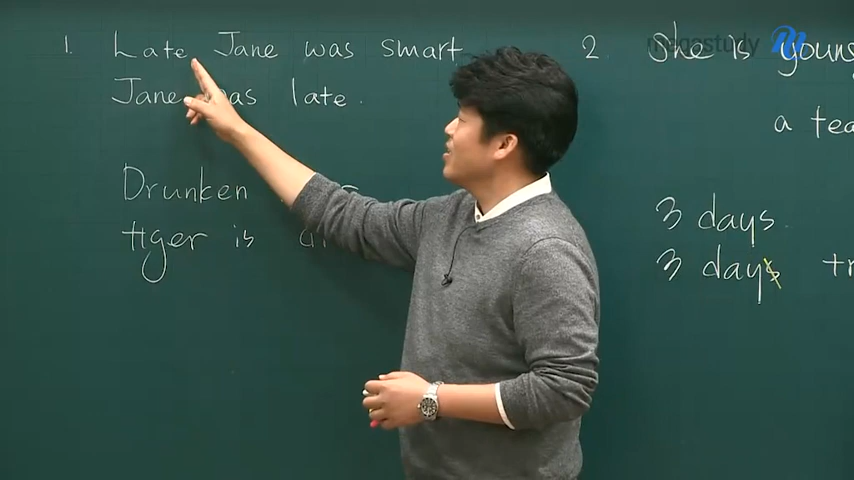 1. Late Jane was smart
Jane was late.
Drunken
tiger is
2. She is young
a tea
3 days.
3 days
megastudy